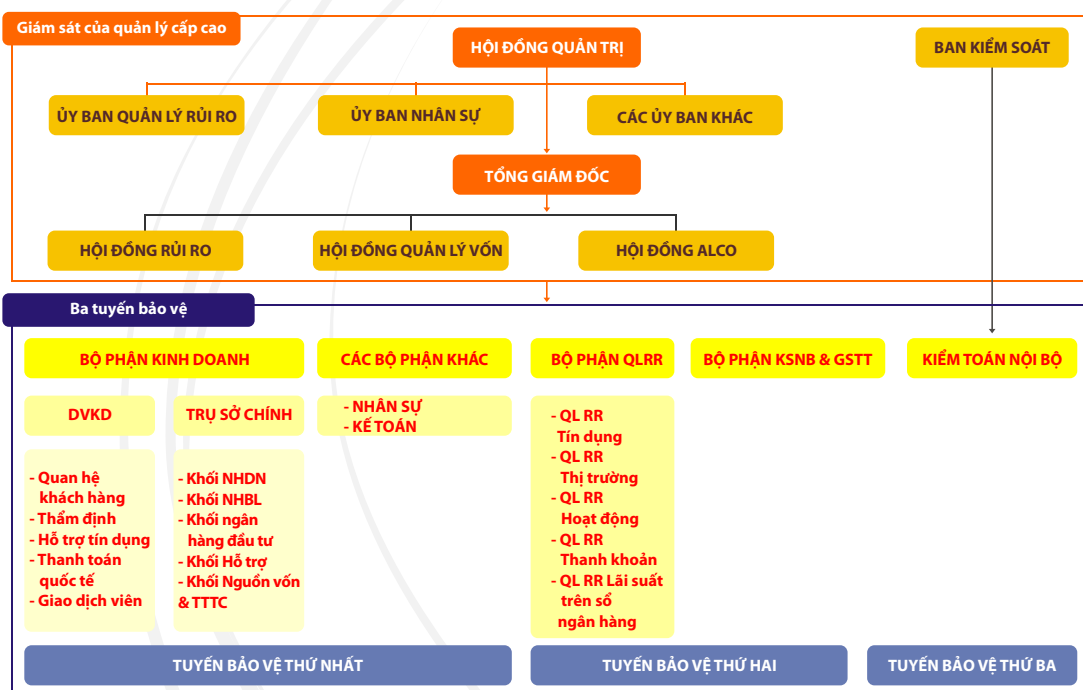 Giám sát của quản lý cấp cao
HỘI ĐỒNG QUẢN TRỊ
BAN KIỂM SOÁT
ỦY BAN QUẢN LÝ RỦI RO
ỦY BAN NHÂN SỰ
CÁC ỦY BAN KHÁC
TỔNG GIÁM ĐỐC
HỘI ĐỒNG RỦI RO
HỘI ĐỒNG QUẢN LÝ VỐN
HỘI ĐỒNG ALCO
Ba tuyến bảo vệ
BỘ PHẬN KINH DOANH
CÁC BỘ PHẬN KHÁC
BỘ PHẬN QLRR
BỘ PHẬN KSNB & GSTT
KIỂM TOÁN NỘI BỘ
DVKD
TRỤ SỞ CHÍNH
- NHÂN SỰ
- KẾ TOÁN
- Quan hệ
khách hàng
- Thẩm định
- Hỗ trợ tín dụng
- Thanh toán
quốc tế
- Giao dịch viên
- Khối NHDN
- Khối NHBL
- Khối ngân
hàng đầu tư
- Khối Hỗ trợ
- Khối Nguồn vốn
& TTTC
- QL RR
Tín dụng
- QL RR
Thị trường
- QL RR
Hoạt động
- QL RR
Thanh khoản
- QL RR Lãi suất
trên sổ
ngân hàng
TUYẾN BẢO VỆ THỨ NHẤT
TUYẾN BẢO VỆ THỨ HAI
TUYẾN BẢO VỆ THỨ BA